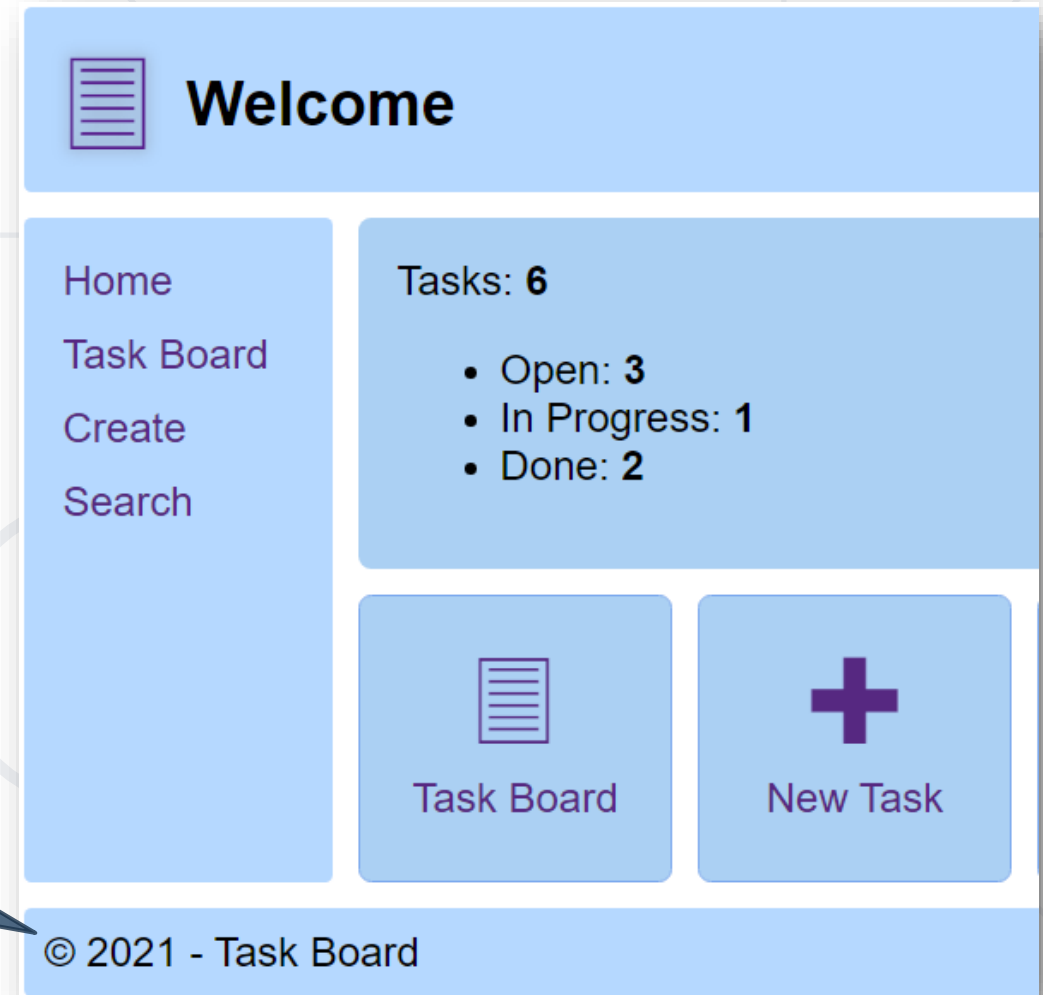 Welcome
Home
Task Board
Create
Search
Tasks: 6
• Open: 3
• In Progress: 1
• Done: 2
Task Board
New Task
© 2021 - Task Board